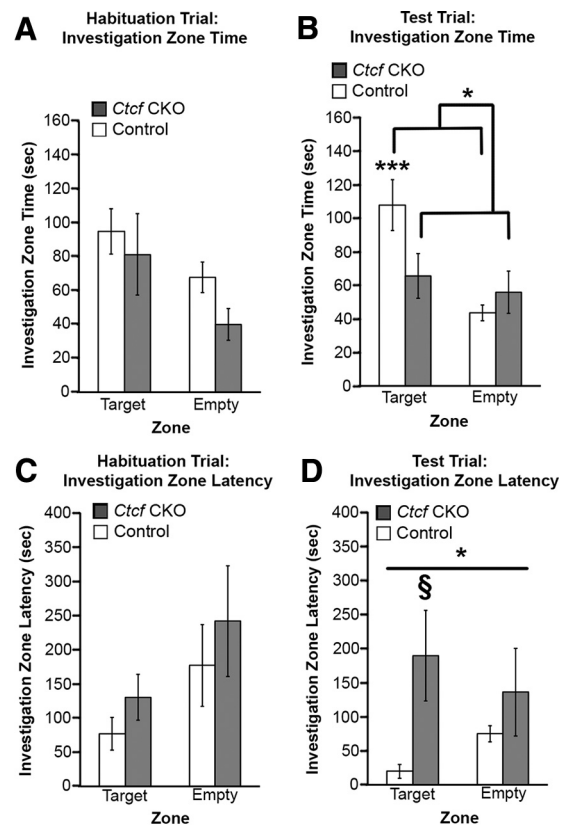 A
Habituation Trial:
Investigation Zone Time
Ctcf CKO
Control
Investigation Zone Time (sec)
160
140
120
100
80
60
40
20
0
Target Empty
Zone
B
Test Trial:
Investigation Zone Time
Ctcf CKO
Control
*
***
Investigation Zone Time (sec)
160
140
120
100
80
60
40
20
0
Target Empty
Zone
C
Habituation Trial:
Investigation Zone Latency
Ctcf CKO
Control
Investigation Zone Latency (sec)
400
350
300
250
200
150
100
50
0
Target Empty
Zone
D
Test Trial:
Investigation Zone Latency
Ctcf CKO
Control
*
§
Investigation Zone Latency (sec)
400
350
300
250
200
150
100
50
0
Target Empty
Zone